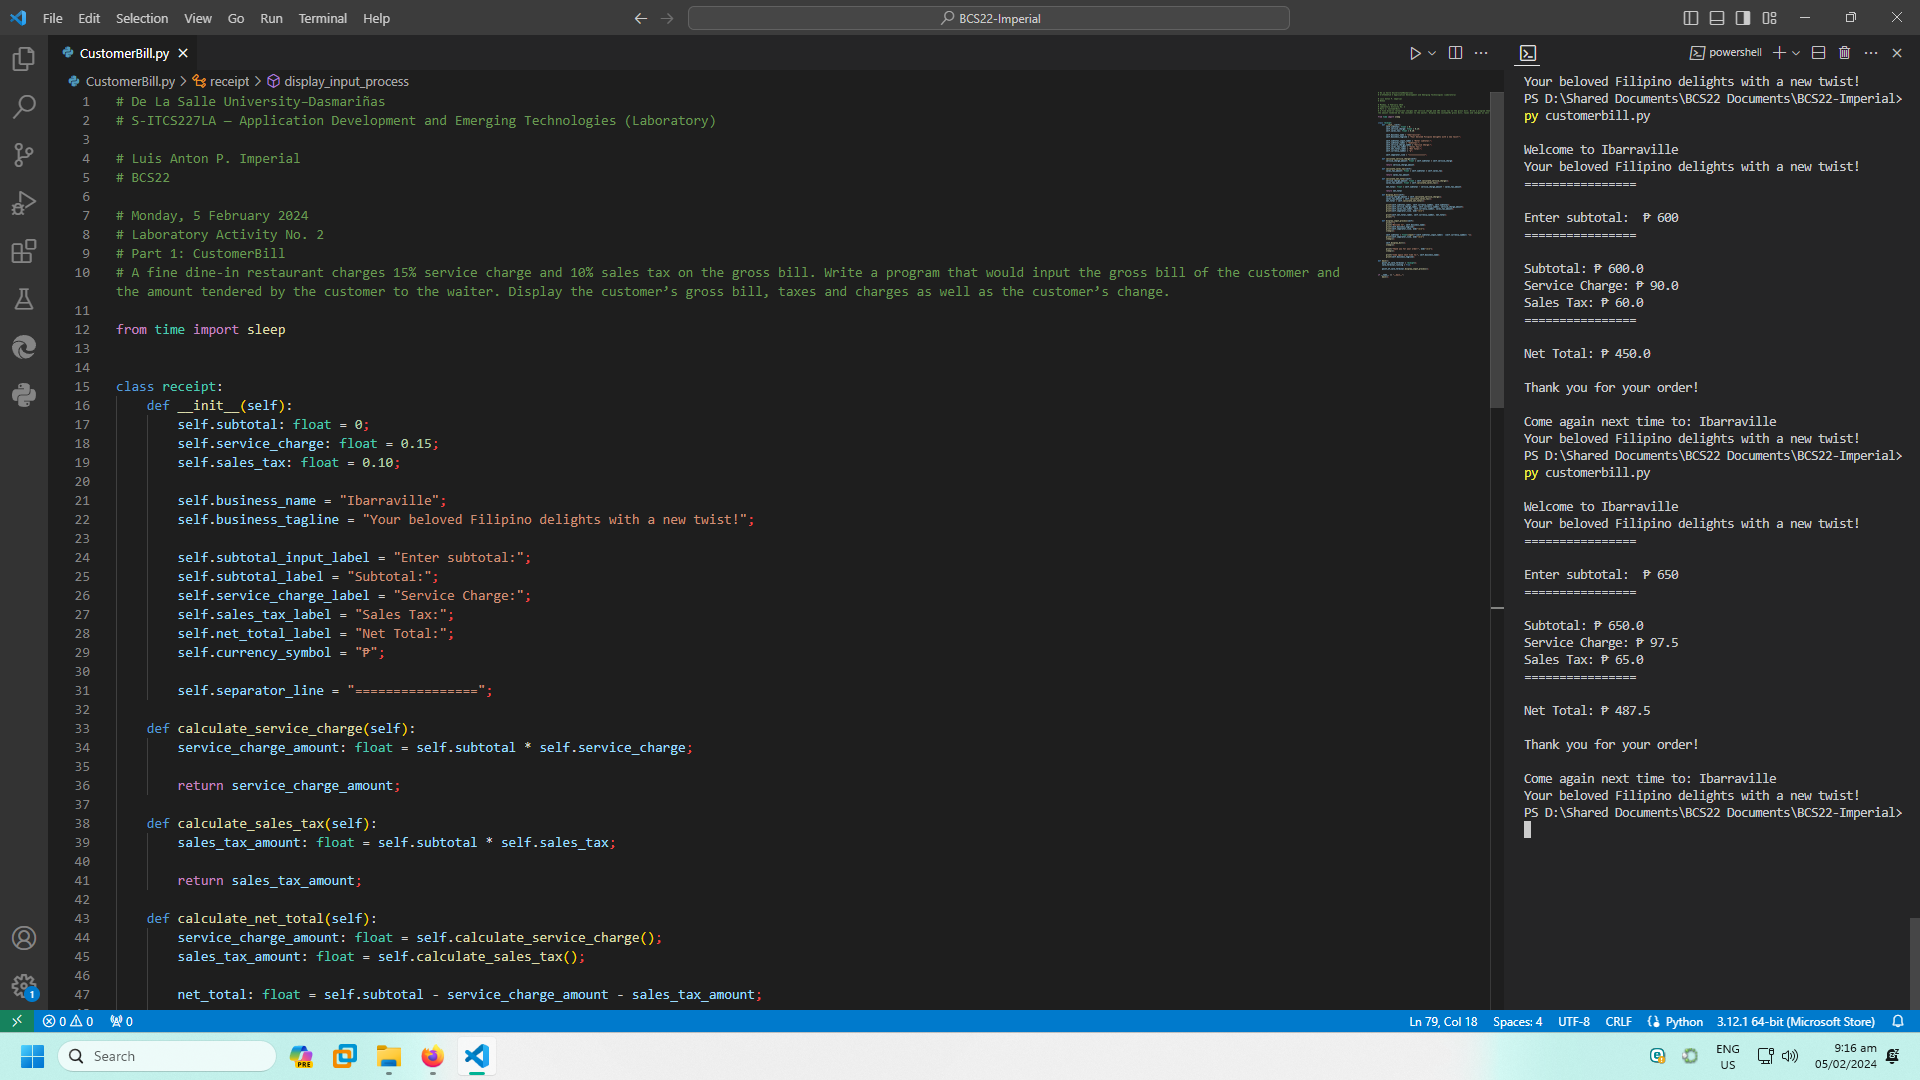 File Edit Selection View Go Run Terminal Help
BCS22-Imperial
CustomerBill.py
CustomerBill.py > receipt > display_input_process
1 # De La Salle University–Dasmariñas
2 # S-ITCS227LA — Application Development and Emerging Technologies (Laboratory)
3
4 # Luis Anton P. Imperial
5 # BCS22
6
7 # Monday, 5 February 2024
8 # Laboratory Activity No. 2
9 # Part 1: CustomerBill
10 # A fine dine-in restaurant charges 15% service charge and 10% sales tax on the gross bill. Write a program that would input the gross bill of the customer and
the amount tendered by the customer to the waiter. Display the customer’s gross bill, taxes and charges as well as the customer’s change.
11
12 from time import sleep
13
14
15 class receipt:
16 def __init__(self):
17 self.subtotal: float = 0;
18 self.service_charge: float = 0.15;
19 self.sales_tax: float = 0.10;
20
21 self.business_name = "Ibarraville";
22 self.business_tagline = "Your beloved Filipino delights with a new twist!";
23
24 self.subtotal_input_label = "Enter subtotal:";
25 self.subtotal_label = "Subtotal:";
26 self.service_charge_label = "Service Charge:";
27 self.sales_tax_label = "Sales Tax:";
28 self.net_total_label = "Net Total:";
29 self.currency_symbol = "₱";
30
31 self.separator_line = "================";
32
33 def calculate_service_charge(self):
34 service_charge_amount: float = self.subtotal * self.service_charge;
35
36 return service_charge_amount;
37
38 def calculate_sales_tax(self):
39 sales_tax_amount: float = self.subtotal * self.sales_tax;
40
41 return sales_tax_amount;
42
43 def calculate_net_total(self):
44 service_charge_amount: float = self.calculate_service_charge();
45 sales_tax_amount: float = self.calculate_sales_tax();
46
47 net_total: float = self.subtotal - service_charge_amount - sales_tax_amount;
powershell
Your beloved Filipino delights with a new twist!
PS D:\Shared Documents\BCS22 Documents\BCS22-Imperial>
py customerbill.py
Welcome to Ibarraville
Your beloved Filipino delights with a new twist!
================
Enter subtotal:  ₱ 600
================
Subtotal: ₱ 600.0
Service Charge: ₱ 90.0
Sales Tax: ₱ 60.0
================
Net Total: ₱ 450.0
Thank you for your order!
Come again next time to: Ibarraville
Your beloved Filipino delights with a new twist!
PS D:\Shared Documents\BCS22 Documents\BCS22-Imperial>
py customerbill.py
Welcome to Ibarraville
Your beloved Filipino delights with a new twist!
================
Enter subtotal:  ₱ 650
================
Subtotal: ₱ 650.0
Service Charge: ₱ 97.5
Sales Tax: ₱ 65.0
================
Net Total: ₱ 487.5
Thank you for your order!
Come again next time to: Ibarraville
Your beloved Filipino delights with a new twist!
PS D:\Shared Documents\BCS22 Documents\BCS22-Imperial>
1
0 0 0 Ln 79, Col 18 Spaces: 4 UTF-8 CRLF Python 3.12.1 64-bit (Microsoft Store)
Search
PRE
ENG
US
9:16 am
05/02/2024